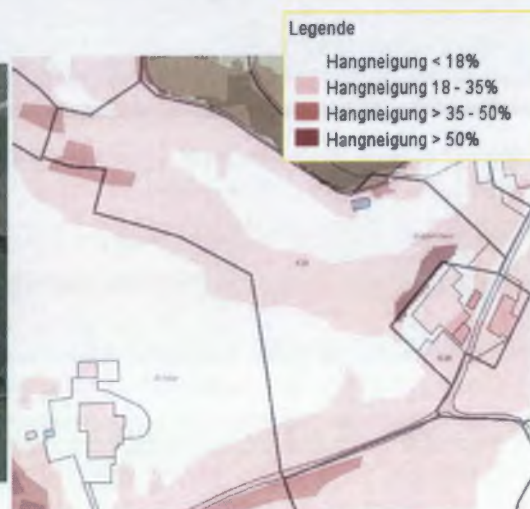 Legende
Hangneigung < 18%
Hangneigung 18 - 35%
Hangneigung > 35 - 50%
Hangneigung > 50%